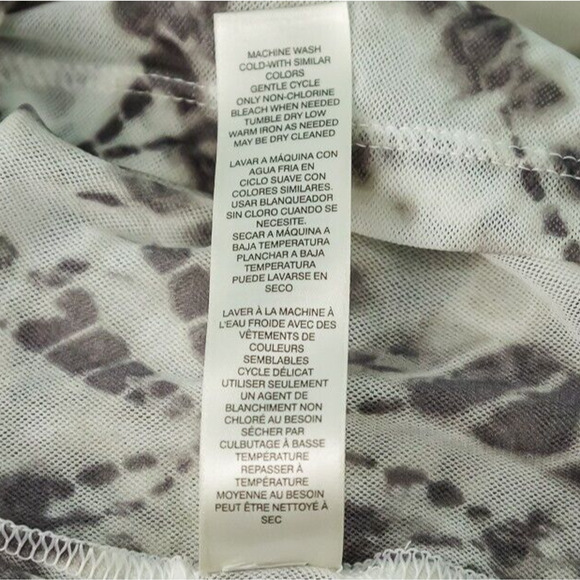 MACHINE WASH
COLD-WITH SIMILAR
COLORS
GENTLE CYCLE
ONLY NON-CHLORINE
BLEACH WHEN NEEDED
TUMBLE DRY LOW
WARM IRON AS NEEDED
MAY BE DRY CLEANED
LAVAR A MÁQUINA CON
AGUA FRIA EN
CICLO SUAVE CON
COLORES SIMILARES.
USAR BLANQUEADOR
SIN CLORO CUANDO SE
NECESITE.
SECAR A MÁQUINA A
BAJA TEMPERATURA
PLANCHAR A BAJA
TEMPERATURA
PUEDE LAVARSE EN
SECO
LAVER À LA MACHINE À
L'EAU FROIDE AVEC DES
VÊTEMENTS DE
COULEURS
SEMBLABLES
CYCLE DÉLICAT
UTILISER SEULEMENT
UN AGENT DE
BLANCHIMENT NON
CHLORÉ AU BESOIN
SÉCHER PAR
CULBUTAGE À BASSE
TEMPÉRATURE
REPASSER À
TEMPÉRATURE
MOYENNE AU BESOIN
PEUT ÊTRE NETTOYÉ À
SEC